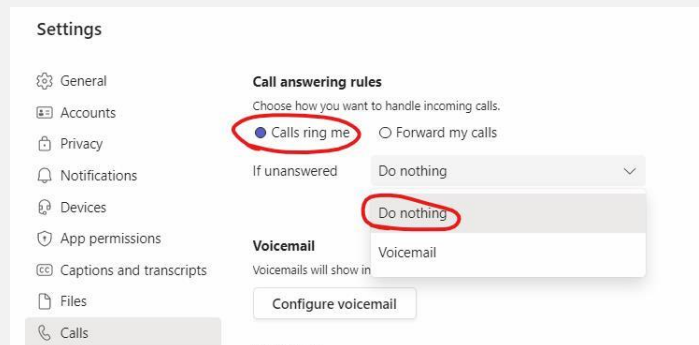 Settings
General
Accounts
Privacy
Notifications
Devices
App permissions
CC Captions and transcripts
Files
Calls
Call answering rules
Choose how you want to handle incoming calls.
Calls ring me Forward my calls
If unanswered Do nothing
Do nothing
Voicemail
Voicemail
Voicemails will show in
Configure voicemail